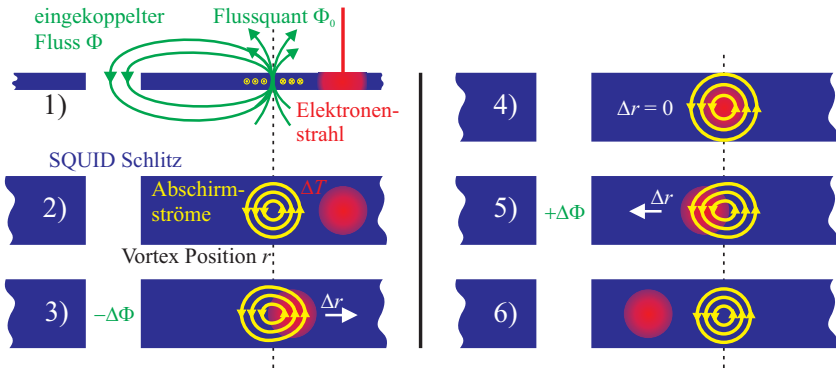 eingekoppelter
Fluss Φ
Flussquant Φ₀
1)
Elektronen-
strahl
SQUID Schlitz
2)
Abschirm-
ströme
ΔT
Vortex Position r
3)
−ΔΦ
Δr
4)
Δr = 0
5)
+ΔΦ
Δr
6)